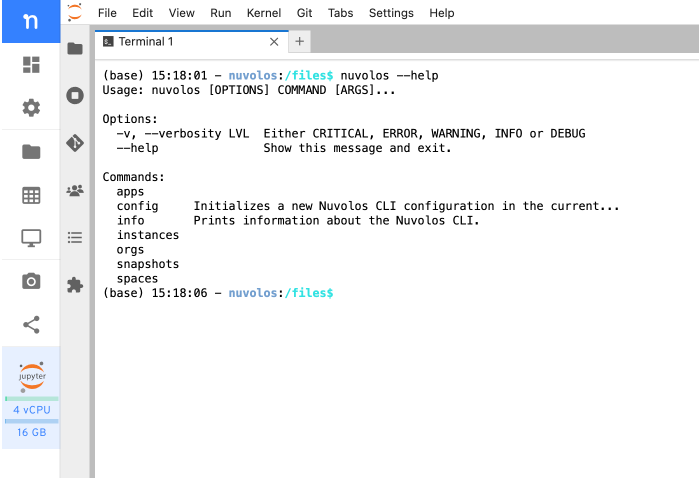 n
File Edit View Run Kernel Git Tabs Settings Help
Terminal 1
(base) 15:18:01 – nuvolos:/files$ nuvolos --help
Usage: nuvolos [OPTIONS] COMMAND [ARGS]...
Options:
-v, --verbosity LVL  Either CRITICAL, ERROR, WARNING, INFO or DEBUG
--help               Show this message and exit.
Commands:
apps
config     Initializes a new Nuvolos CLI configuration in the current...
info       Prints information about the Nuvolos CLI.
instances
orgs
snapshots
spaces
(base) 15:18:06 – nuvolos:/files$
jupyter
4 vCPU
16 GB